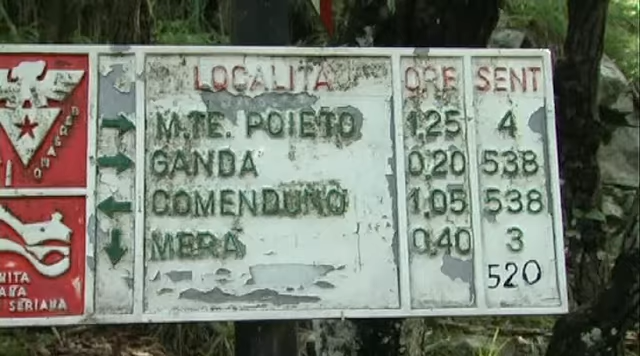 LOCALITA ORE SENT
M.TE. POIETO 1,25 4
GANDA 0,20 538
COMENDUNO 1,05 538
MERA 0,40 3
520
SERIANA